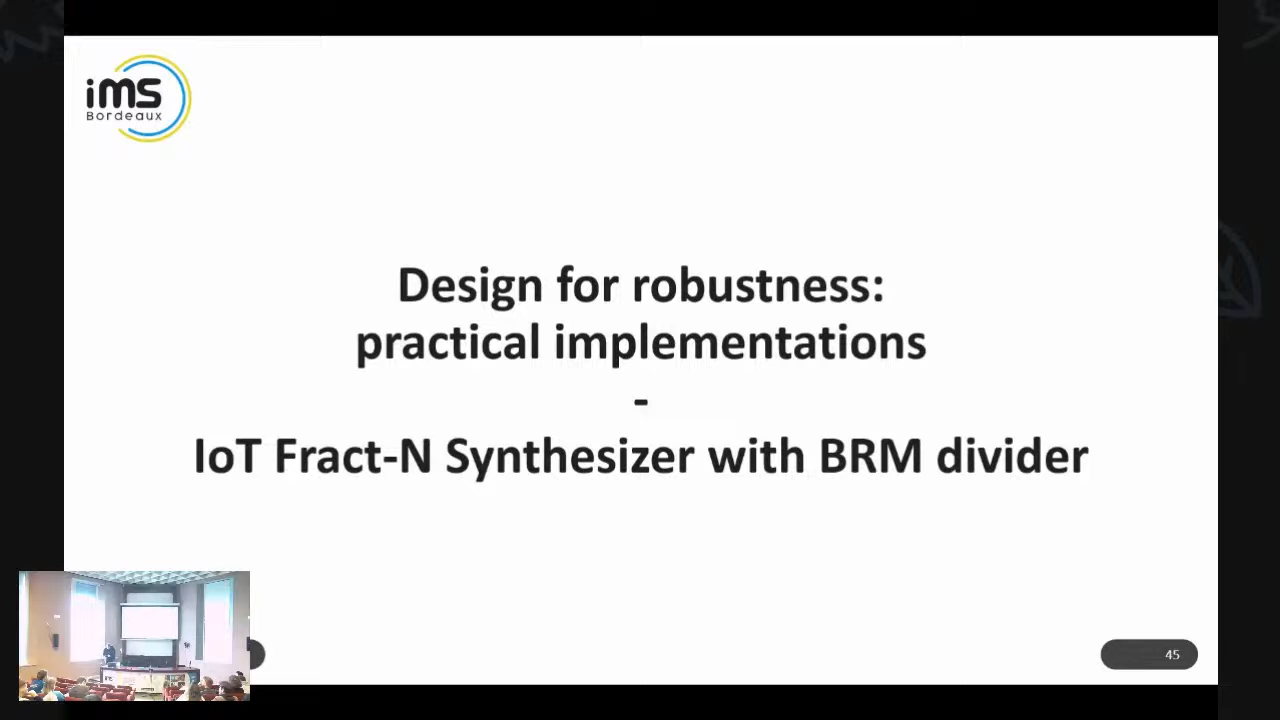 iMS
Bordeaux
Design for robustness:
practical implementations
-
IoT Fract-N Synthesizer with BRM divider
45